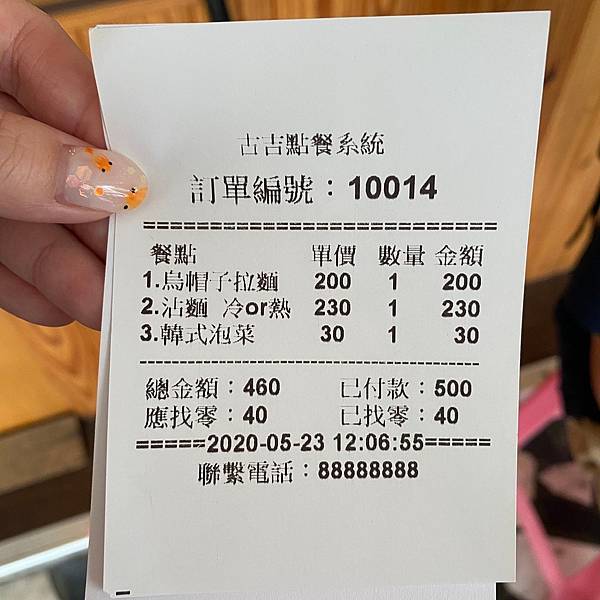 古吉點餐系統
訂單編號：10014
===================================
餐點 單價 數量 金額
1.烏帽子拉麵 200 1 200
2.沾麵 冷or熱 230 1 230
3.韓式泡菜 30 1 30
--------------------------------------------------------
總金額：460 已付款：500
應找零：40 已找零：40
=====2020-05-23 12:06:55=====
聯繫電話：88888888